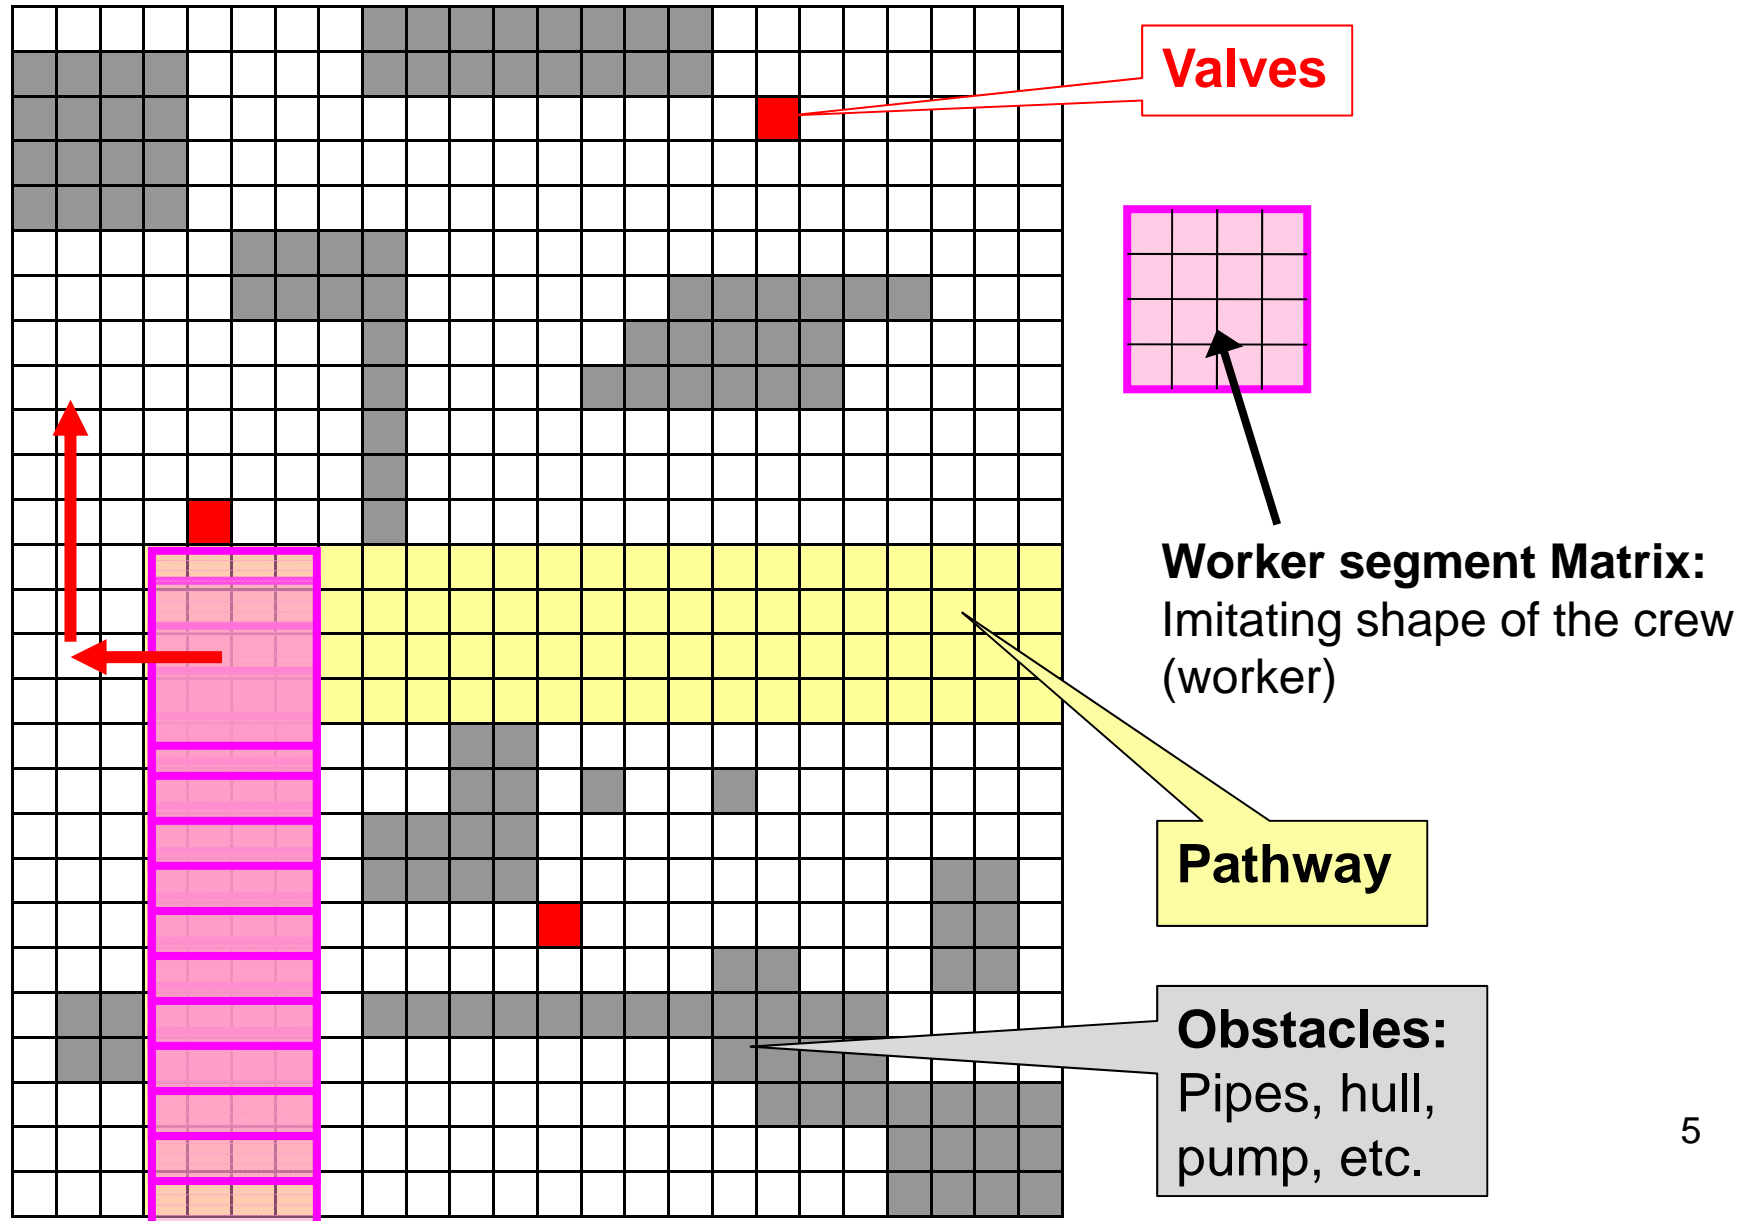 Valves
Worker segment Matrix:
Imitating shape of the crew
(worker)
Pathway
Obstacles:
Pipes, hull,
pump, etc.
5